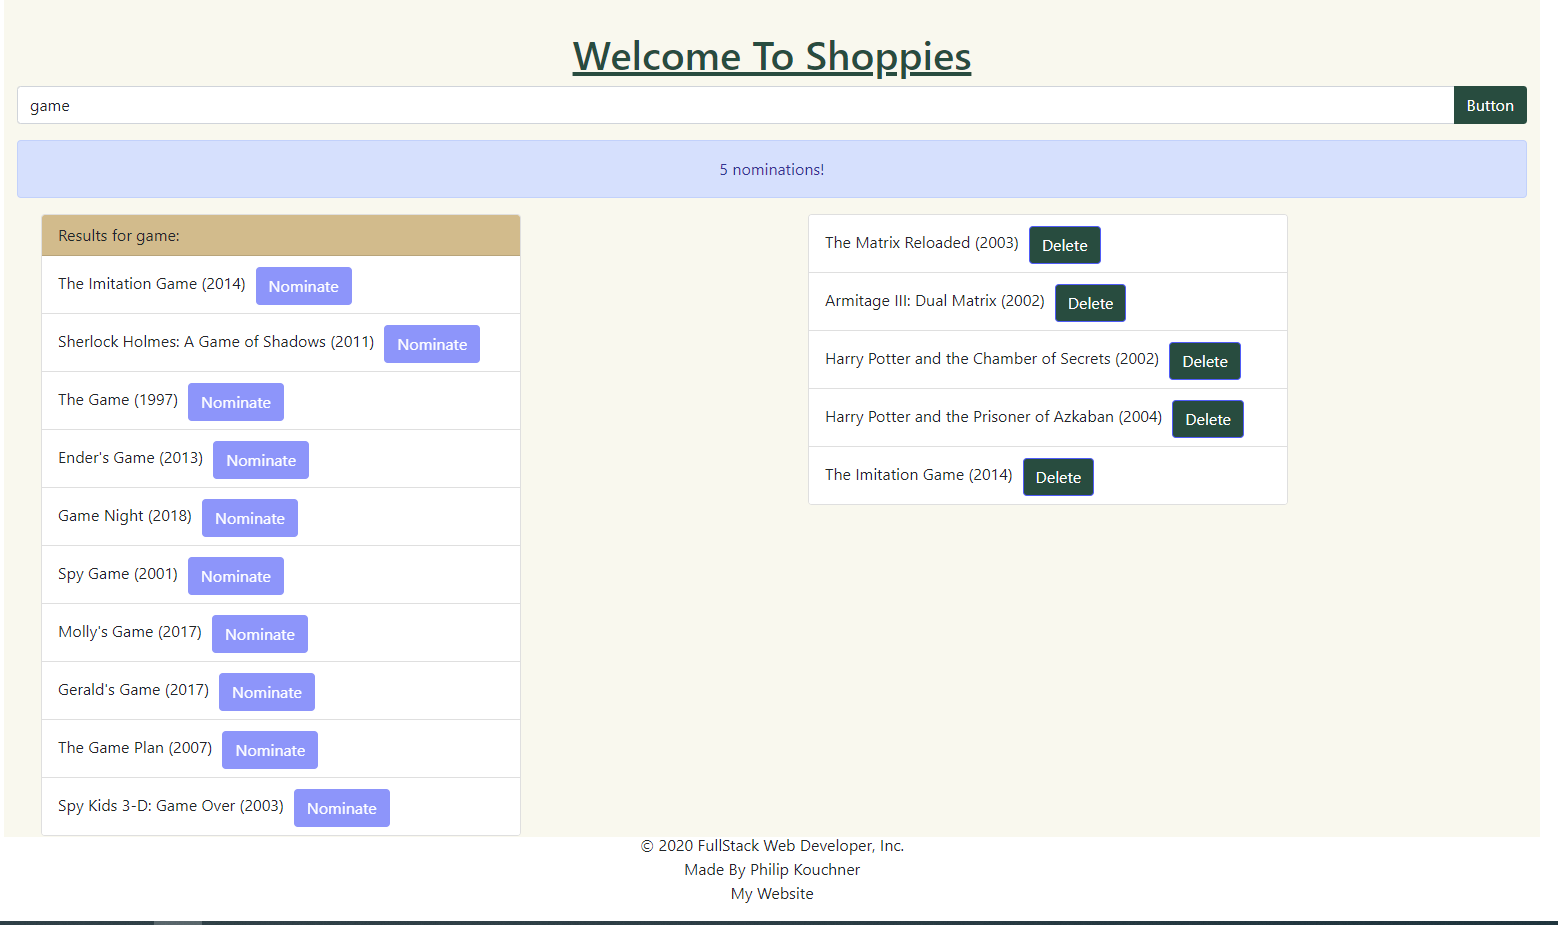 Welcome To Shoppies
game Button
5 nominations!
Results for game:
The Imitation Game (2014) Nominate
Sherlock Holmes: A Game of Shadows (2011) Nominate
The Game (1997) Nominate
Ender's Game (2013) Nominate
Game Night (2018) Nominate
Spy Game (2001) Nominate
Molly's Game (2017) Nominate
Gerald's Game (2017) Nominate
The Game Plan (2007) Nominate
Spy Kids 3-D: Game Over (2003) Nominate
The Matrix Reloaded (2003) Delete
Armitage III: Dual Matrix (2002) Delete
Harry Potter and the Chamber of Secrets (2002) Delete
Harry Potter and the Prisoner of Azkaban (2004) Delete
The Imitation Game (2014) Delete
© 2020 FullStack Web Developer, Inc.
Made By Philip Kouchner
My Website